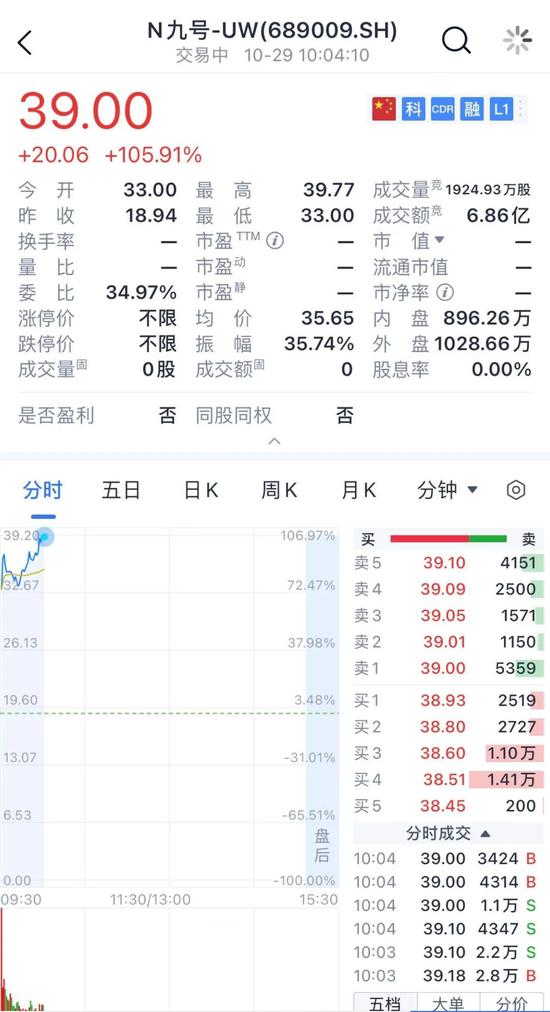 N九号-UW(689009.SH)
交易中 10-29 10:04:10
39.00
科 CDR 融 L1
+20.06 +105.91%
今开 33.00 最高 39.77 成交量竞 1924.93万股
昨收 18.94 最低 33.00 成交额竞 6.86亿
换手率 — 市盈TTM — 市值 —
量比 — 市盈动 — 流通市值 —
委比 34.97% 市盈静 — 市净率 —
涨停价 不限 均价 35.65 内盘 896.26万
跌停价 不限 振幅 35.74% 外盘 1028.66万
成交量固 0股 成交额固 0 股息率 0.00%
是否盈利 否 同股同权 否
分时 五日 日K 周K 月K 分钟
39.20 106.97%
32.67 72.47%
26.13 37.98%
19.60 3.48%
13.07 -31.01%
6.53 -65.51%
盘后
0.00 -100.00%
09:30 11:30/13:00 15:30
买 卖
卖5 39.10 4151
卖4 39.09 2500
卖3 39.05 1571
卖2 39.01 1150
卖1 39.00 5359
买1 38.93 2519
买2 38.80 2727
买3 38.60 1.10万
买4 38.51 1.41万
买5 38.45 200
分时成交
10:04 39.00 3424 B
10:04 39.00 4314 B
10:04 39.00 1.1万 S
10:04 39.10 4347 S
10:03 39.10 2.2万 S
10:03 39.18 2.8万 B
五档 大单 分价